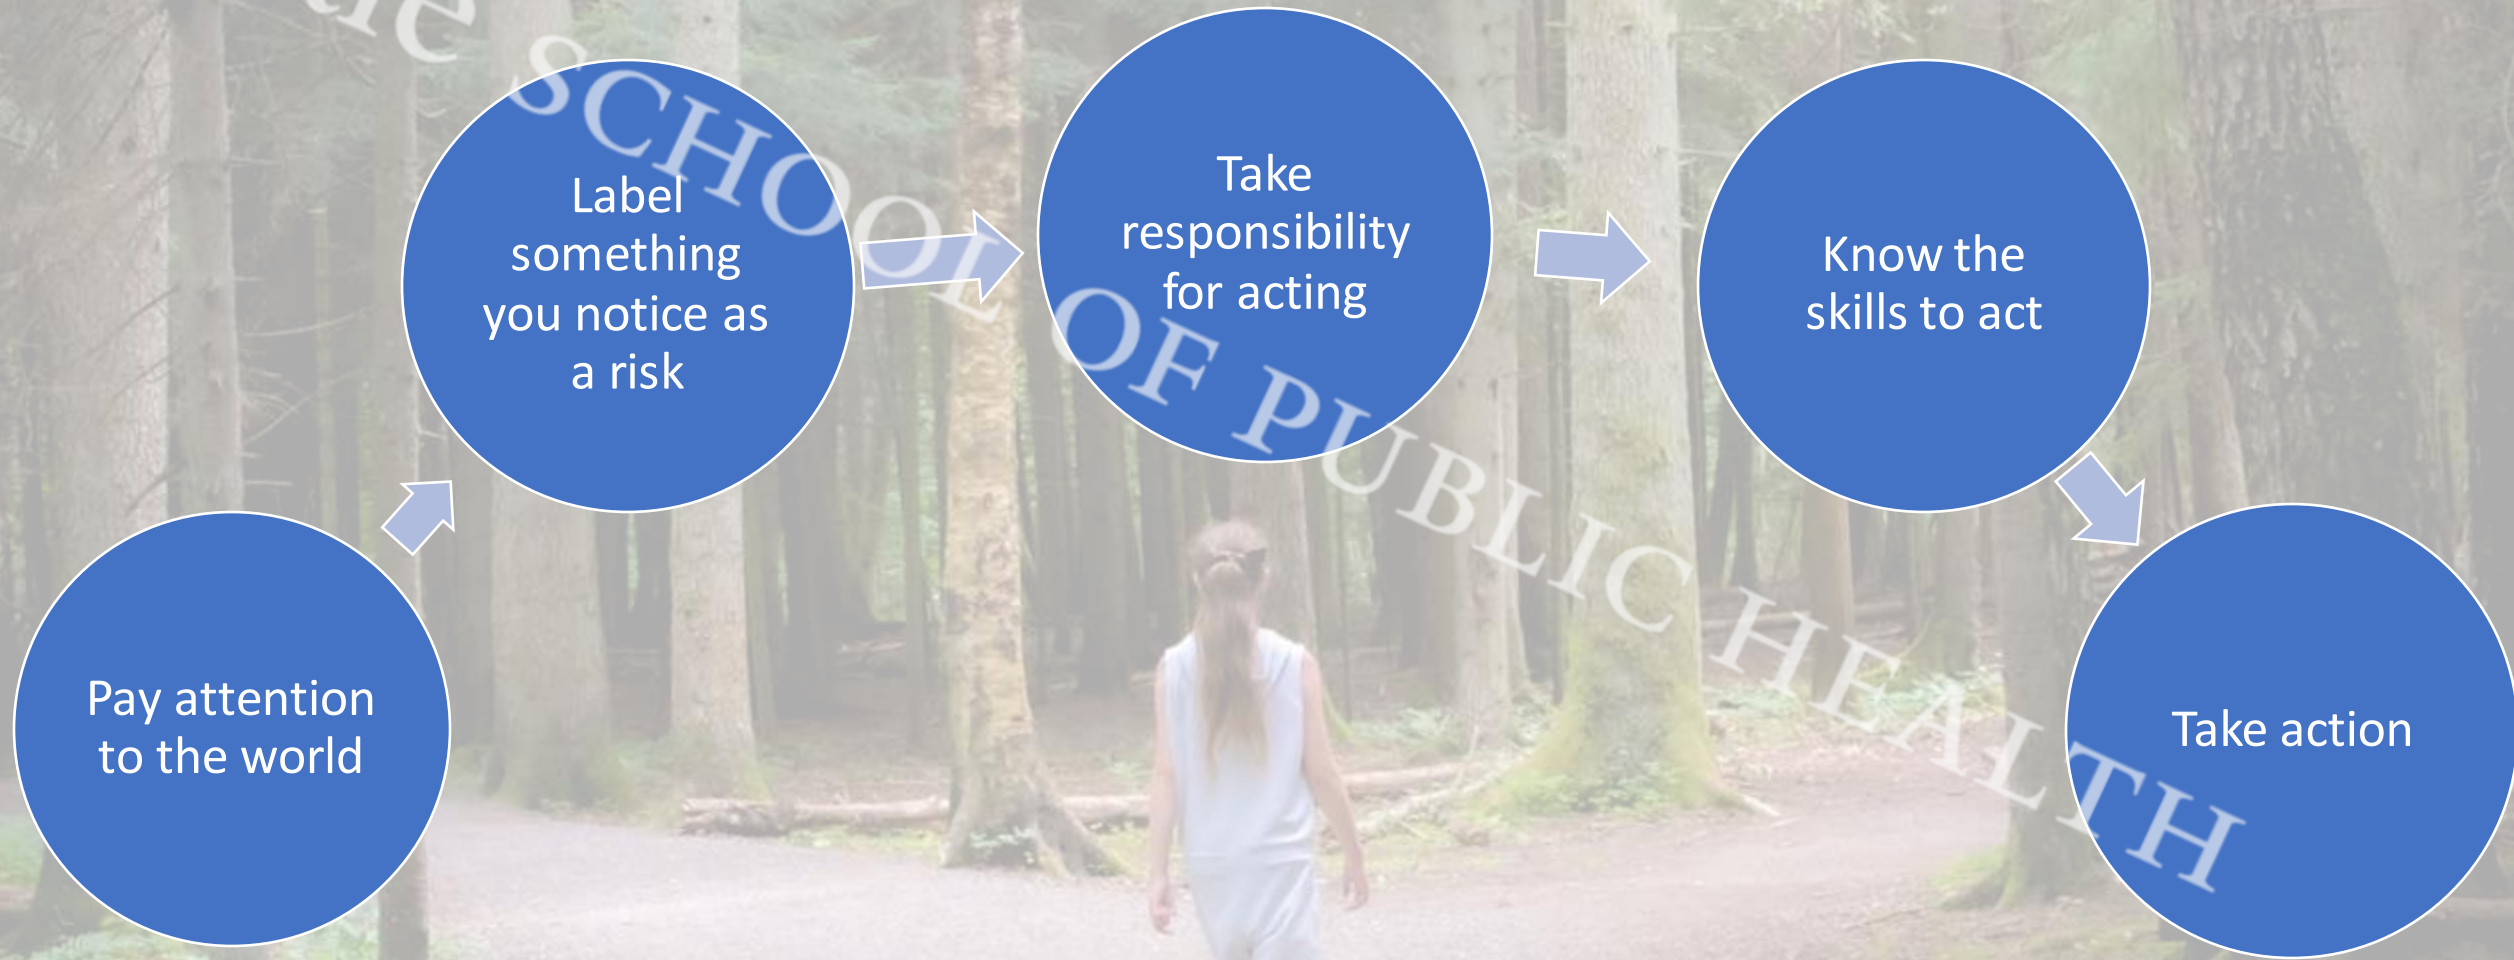 the SCHOOL OF PUBLIC HEALTH
Pay attention
to the world
Label
something
you notice as
a risk
Take
responsibility
for acting
Know the
skills to act
Take action